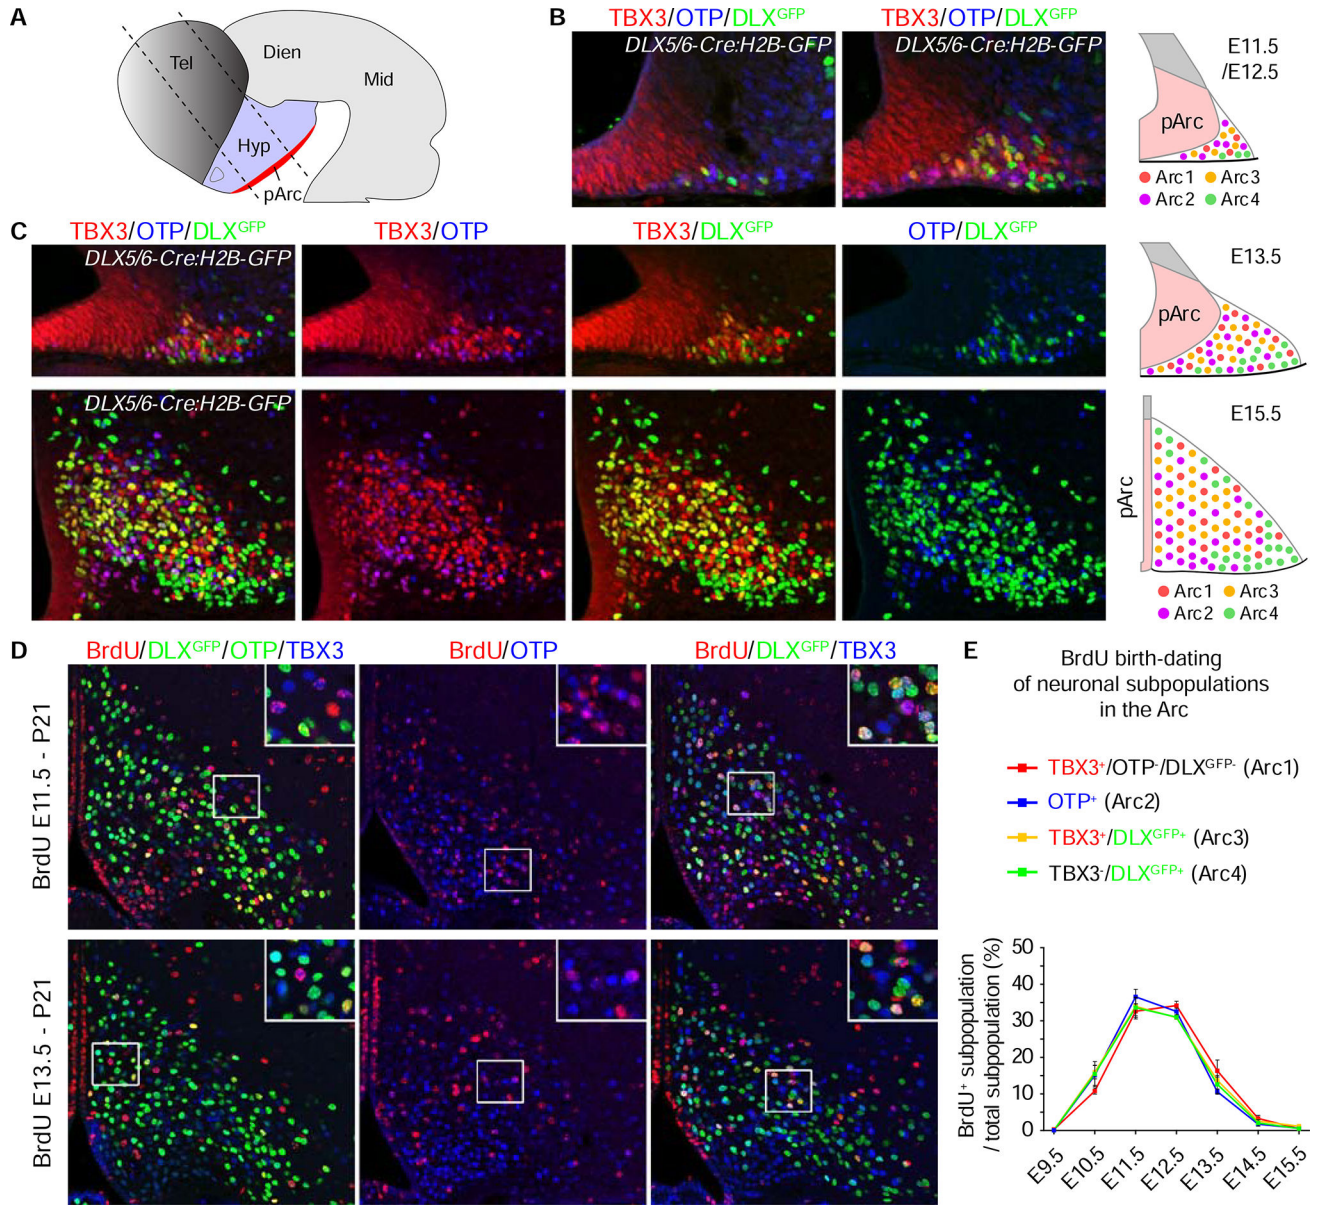 A
Tel
Dien
Mid
Hyp
pArc
B
TBX3/OTP/DLXGFP
TBX3/OTP/DLXGFP
DLX5/6-Cre:H2B-GFP
DLX5/6-Cre:H2B-GFP
E11.5
/E12.5
pArc
Arc1
Arc3
Arc2
Arc4
C
TBX3/OTP/DLXGFP
TBX3/OTP
TBX3/DLXGFP
OTP/DLXGFP
DLX5/6-Cre:H2B-GFP
E13.5
pArc
DLX5/6-Cre:H2B-GFP
E15.5
pArc
Arc1
Arc3
Arc2
Arc4
D
BrdU/DLXGFP/OTP/TBX3
BrdU/OTP
BrdU/DLXGFP/TBX3
BrdU E11.5 - P21
BrdU E13.5 - P21
E
BrdU birth-dating
of neuronal subpopulations
in the Arc
TBX3+/OTP-/DLXGFP- (Arc1)
OTP+ (Arc2)
TBX3+/DLXGFP+ (Arc3)
TBX3-/DLXGFP+ (Arc4)
BrdU+ subpopulation
/ total subpopulation (%)
50
40
30
20
10
0
E9.5
E10.5
E11.5
E12.5
E13.5
E14.5
E15.5